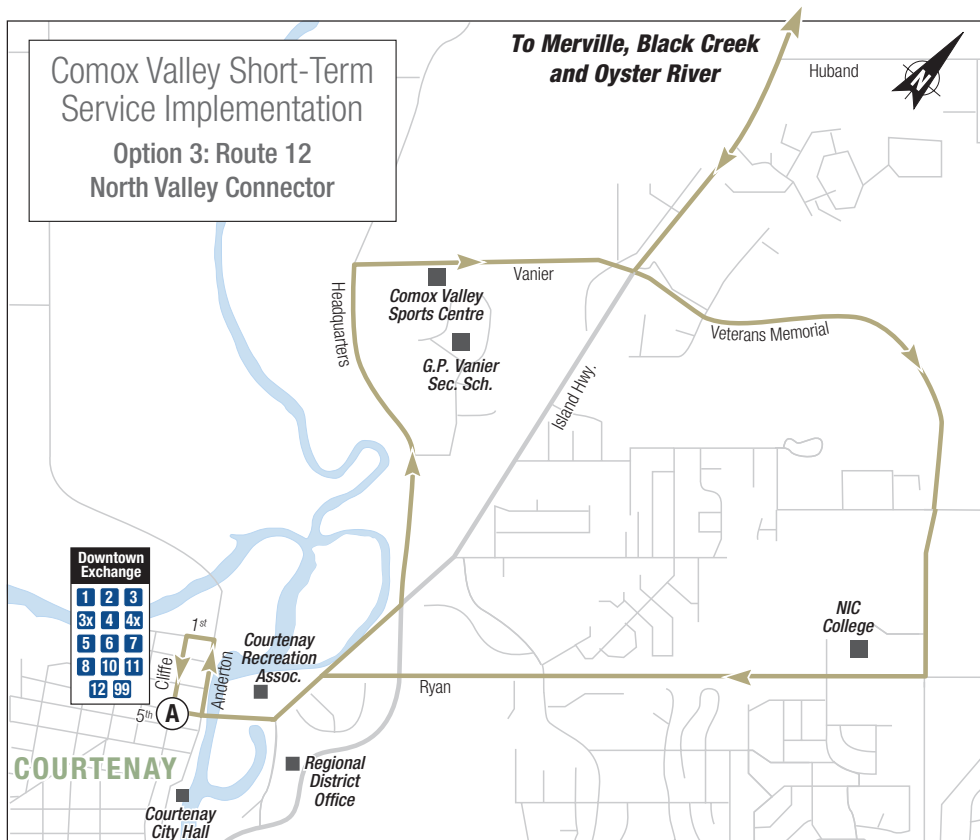 Comox Valley Short-Term
Service Implementation
Option 3: Route 12
North Valley Connector
To Merville, Black Creek
and Oyster River
Huband
N
Headquarters
Vanier
Comox Valley
Sports Centre
G.P. Vanier
Sec. Sch.
Veterans Memorial
Island Hwy.
Downtown
Exchange
1 2 3
3x 4 4x
5 6 7
8 10 11
12 99
1st
Cliffe
Anderton
5th
A
Courtenay
Recreation
Assoc.
Ryan
NIC
College
COURTENAY
Regional
District
Office
Courtenay
City Hall